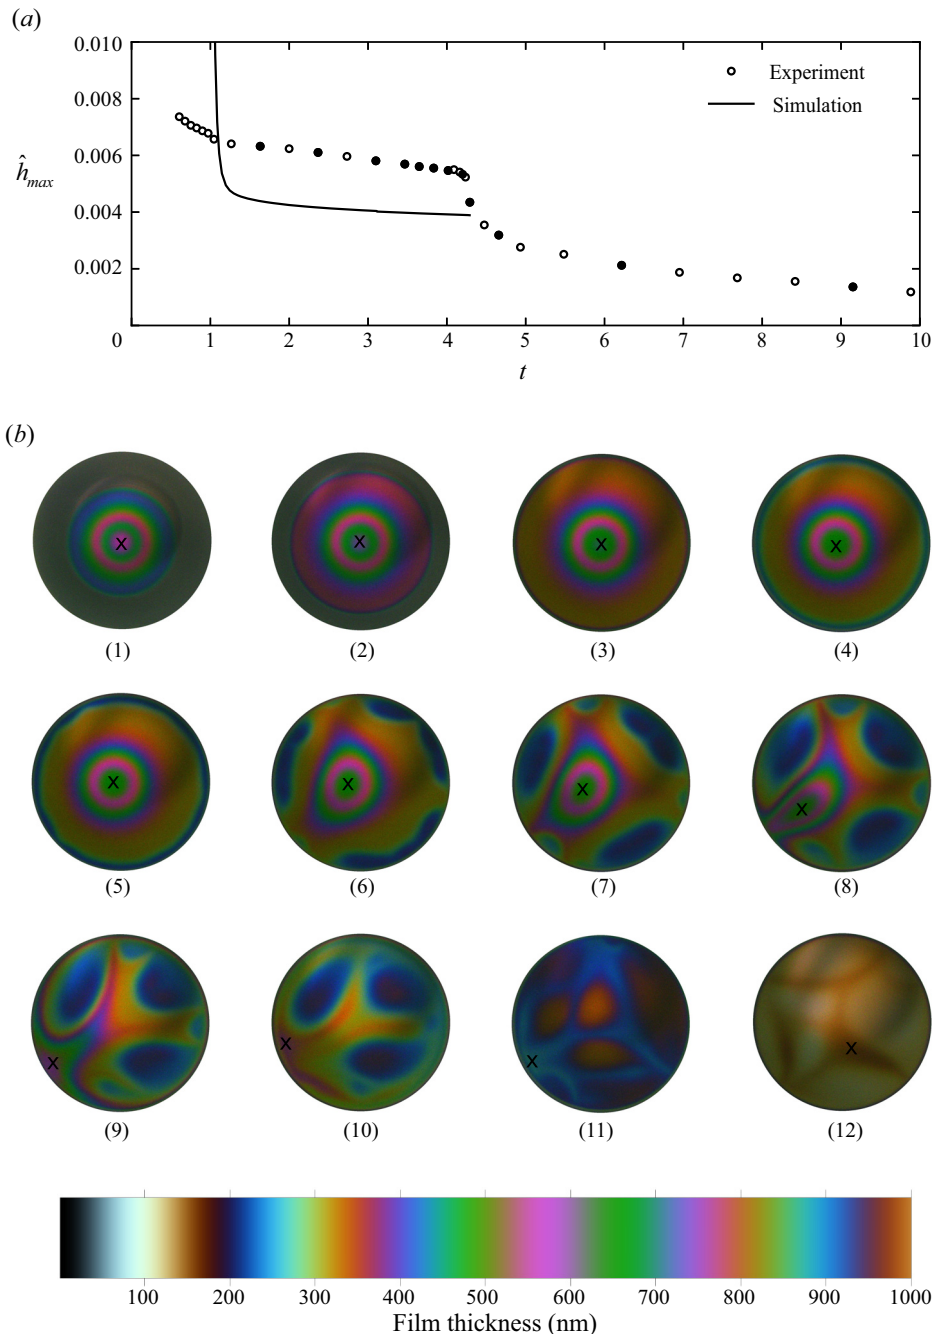 (a)
0.010
0.008
0.006
0.004
0.002
0
ĥmax
Experiment
Simulation
0 1 2 3 4 5 6 7 8 9 10
t
(b)
x x x x
(1) (2) (3) (4)
x x x x
(5) (6) (7) (8)
x x x x
(9) (10) (11) (12)
100 200 300 400 500 600 700 800 900 1000
Film thickness (nm)